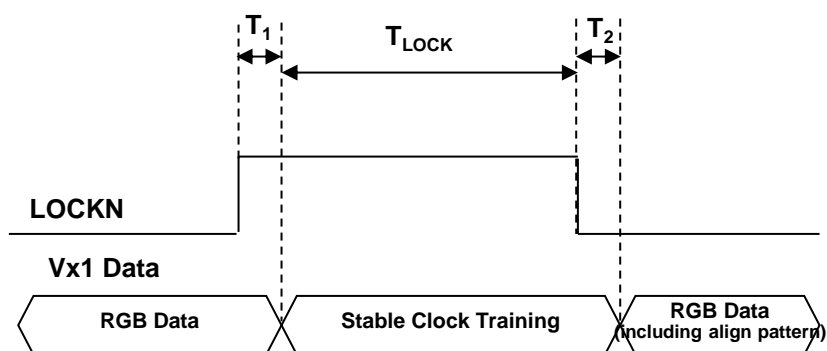 T1
TLOCK
T2
LOCKN
Vx1 Data
RGB Data
Stable Clock Training
RGB Data
(including align pattern)